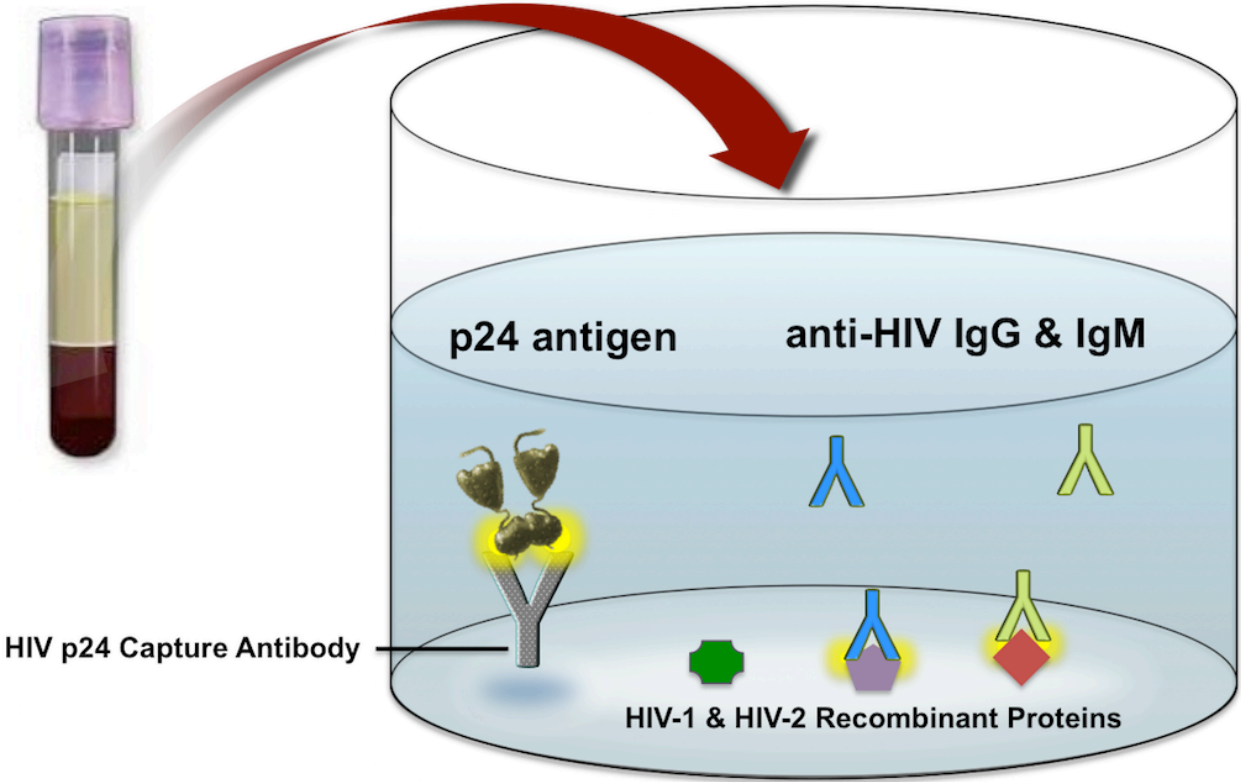 p24 antigen
anti-HIV IgG & IgM
HIV p24 Capture Antibody
HIV-1 & HIV-2 Recombinant Proteins